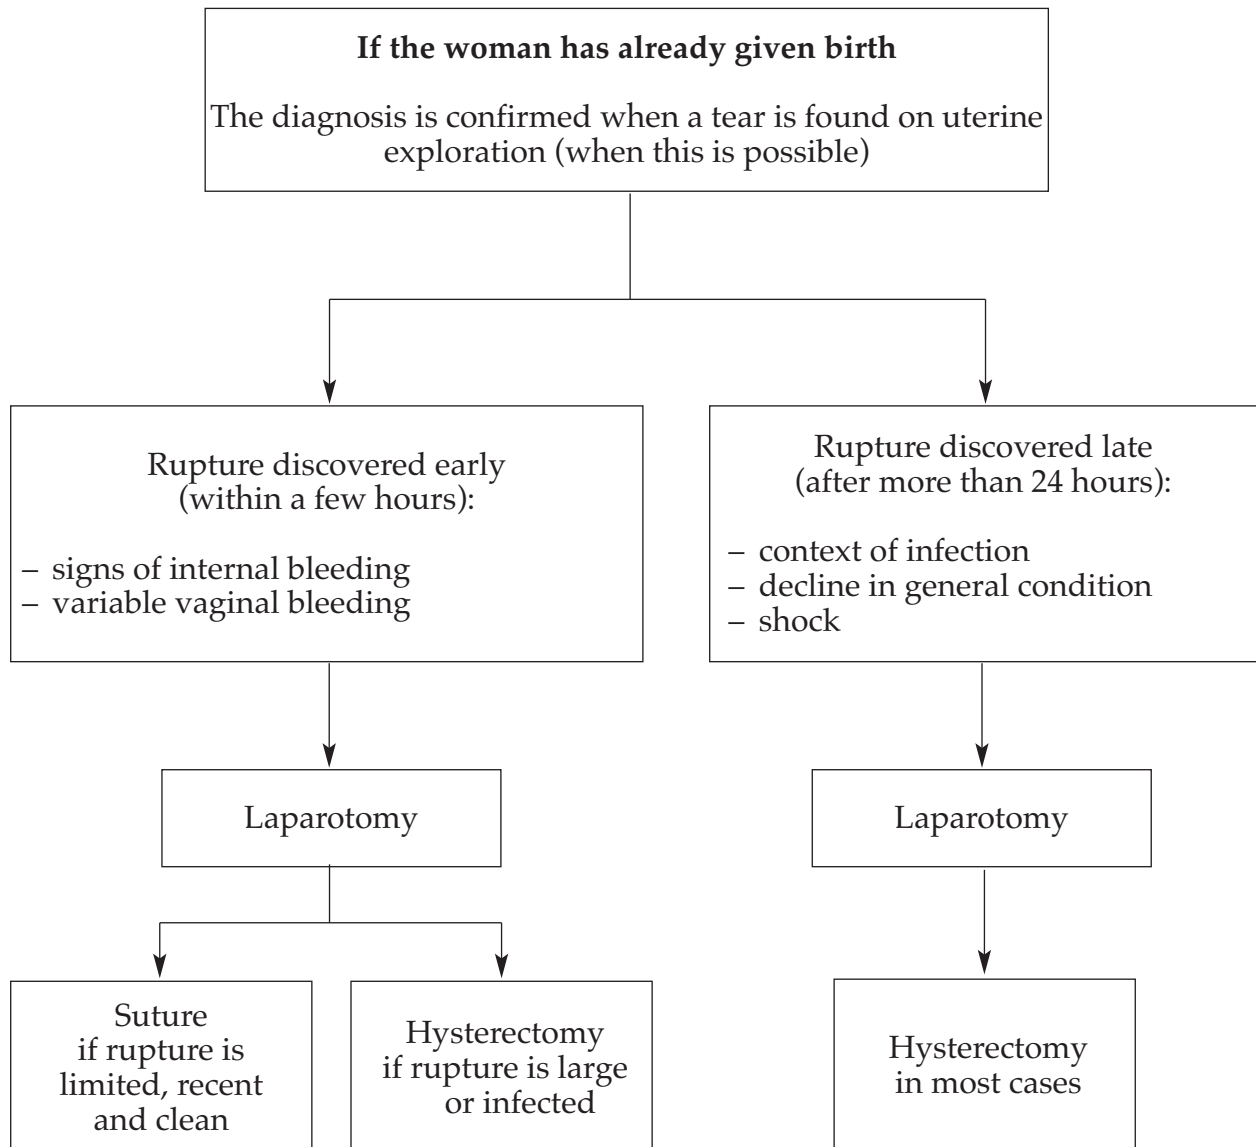 If the woman has already given birth
The diagnosis is confirmed when a tear is found on uterine
exploration (when this is possible)
Rupture discovered early
(within a few hours):
– signs of internal bleeding
– variable vaginal bleeding
Rupture discovered late
(after more than 24 hours):
– context of infection
– decline in general condition
– shock
Laparotomy
Laparotomy
Suture
if rupture is
limited, recent
and clean
Hysterectomy
if rupture is large
or infected
Hysterectomy
in most cases